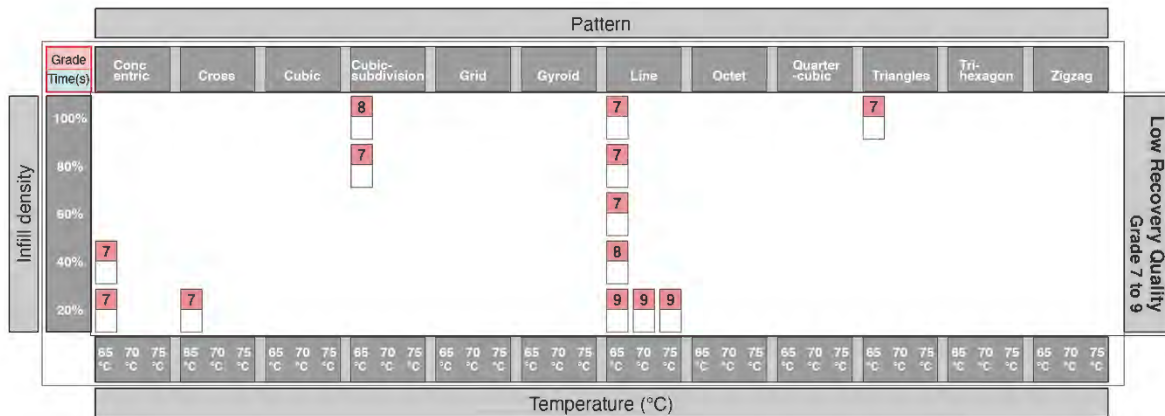 Pattern
Grade
Time(s)
Conc
entric
Cross
Cubic
Cubic-
subdivision
Grid
Gyroid
Line
Octet
Quarter
-cubic
Triangles
Tri-
hexagon
Zigzag
Infill density
100%
8
7
7
80%
7
7
60%
7
40%
7
8
20%
7
7
9
9
9
Low Recovery Quality
Grade 7 to 9
65 70 75 65 70 75 65 70 75 65 70 75 65 70 75 65 70 75 65 70 75 65 70 75 65 70 75 65 70 75 65 70 75 65 70 75
°C °C °C °C °C °C °C °C °C °C °C °C °C °C °C °C °C °C °C °C °C °C °C °C °C °C °C °C °C °C °C °C °C °C °C °C
Temperature (°C)